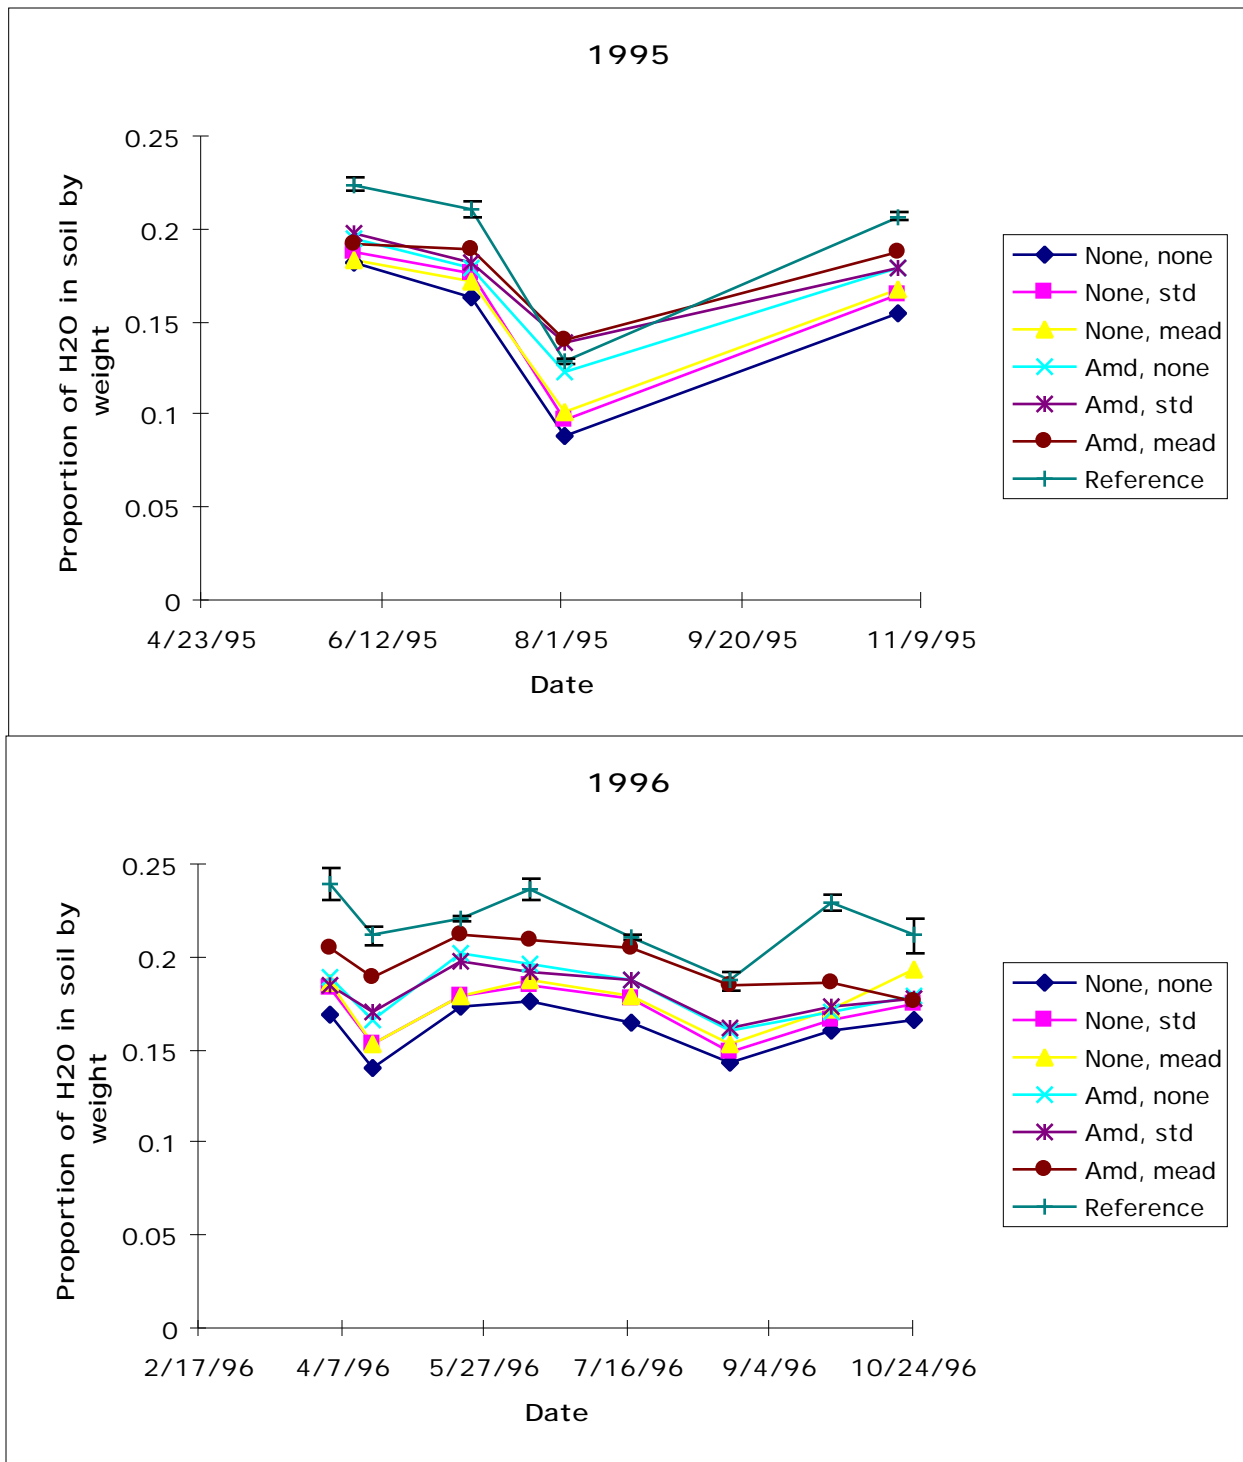 1995
0.25
0.2
0.15
0.1
0.05
0
Proportion of H2O in soil by
weight
4/23/95 6/12/95 8/1/95 9/20/95 11/9/95
Date
None, none
None, std
None, mead
Amd, none
Amd, std
Amd, mead
Reference
1996
0.25
0.2
0.15
0.1
0.05
0
Proportion of H2O in soil by
weight
2/17/96 4/7/96 5/27/96 7/16/96 9/4/96 10/24/96
Date
None, none
None, std
None, mead
Amd, none
Amd, std
Amd, mead
Reference